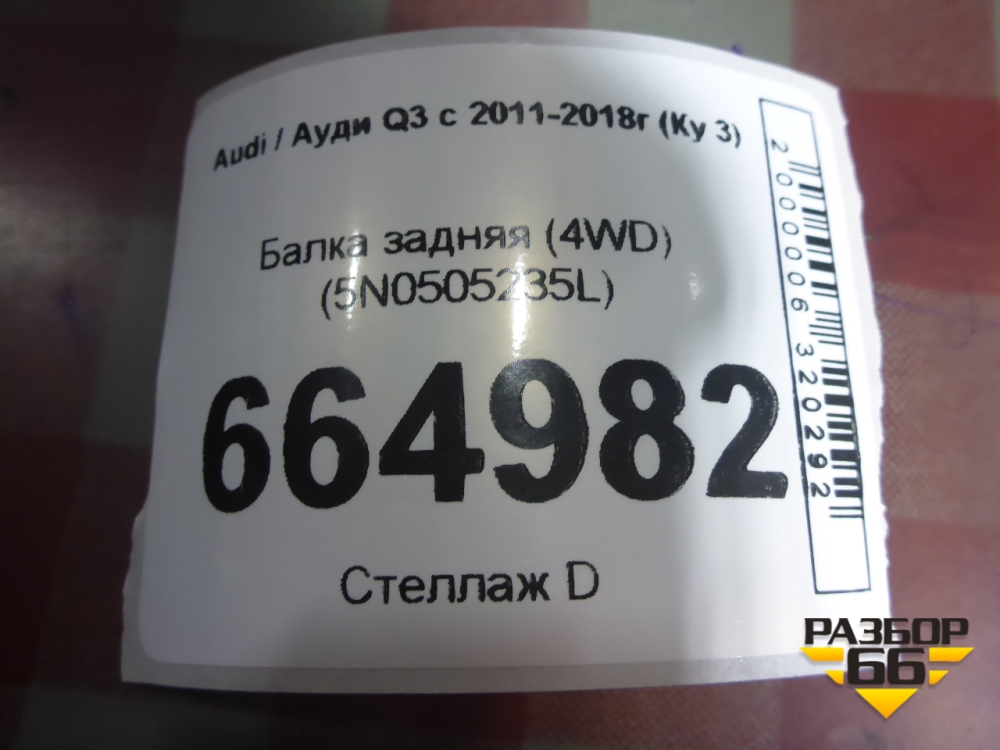 Audi / Ауди Q3 с 2011-2018г (Ку 3)
Балка задняя (4WD)
(5N0505235L)
664982
Стеллаж D
2000006320292
РАЗБОР
66